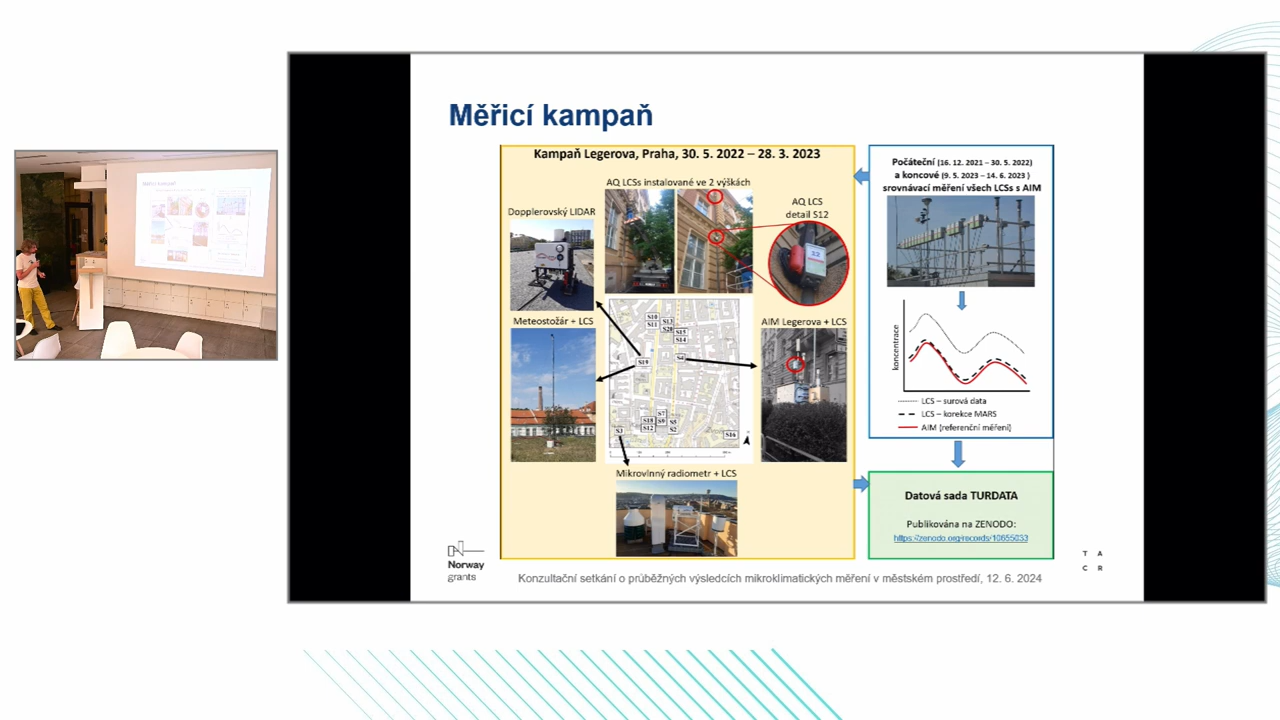 Měřicí kampaň
Kampaň Legerova, Praha, 30. 5. 2022 – 28. 3. 2023
AQ LCSs instalované ve 2 výškách
Dopplerovský LIDAR
AQ LCS
detail S12
12
Meteostožár + LCS
AIM Legerova + LCS
S10
S11
S13
S20
S15
S14
S19
S4
S7
S18
S9
S5
S12
S2
S3
S16
Mikrovlnný radiometr + LCS
Počáteční (16. 12. 2021 – 30. 5. 2022)
a koncové (9. 5. 2023 – 14. 6. 2023 )
srovnávací měření všech LCSs s AIM
koncentrace
LCS – surová data
LCS – korekce MARS
AIM (referenční měření)
Datová sada TURDATA
Publikována na ZENODO:
https://zenodo.org/records/10655033
Norway
grants
T A
C R
Konzultační setkání o průběžných výsledcích mikroklimatických měření v městském prostředí, 12. 6. 2024
Měřicí kampaň